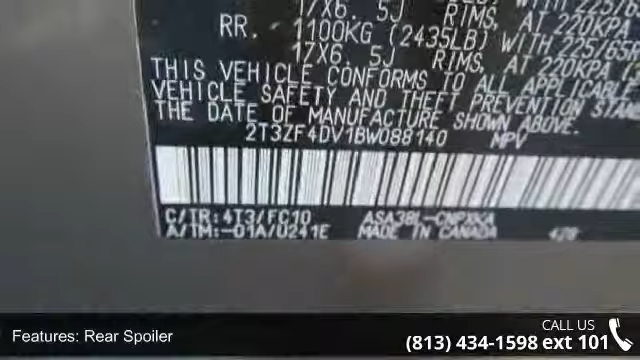 17X6. 5J RIMS, AT 220KPA
RR. 1100KG (2435LB) WITH 225/65
17X6. 5J RIMS, AT 220KPA
THIS VEHICLE CONFORMS TO ALL APPLICABLE
VEHICLE SAFETY AND THEFT PREVENTION
THE DATE OF MANUFACTURE SHOWN ABOVE.
2T3ZF4DV1BW088140 MPV
C/TR: 4T3/FC10 ASA38L-
A/TM:-01A/U241E MADE IN CANADA
Features: Rear Spoiler
CALL US
(813) 434-1598 ext 101